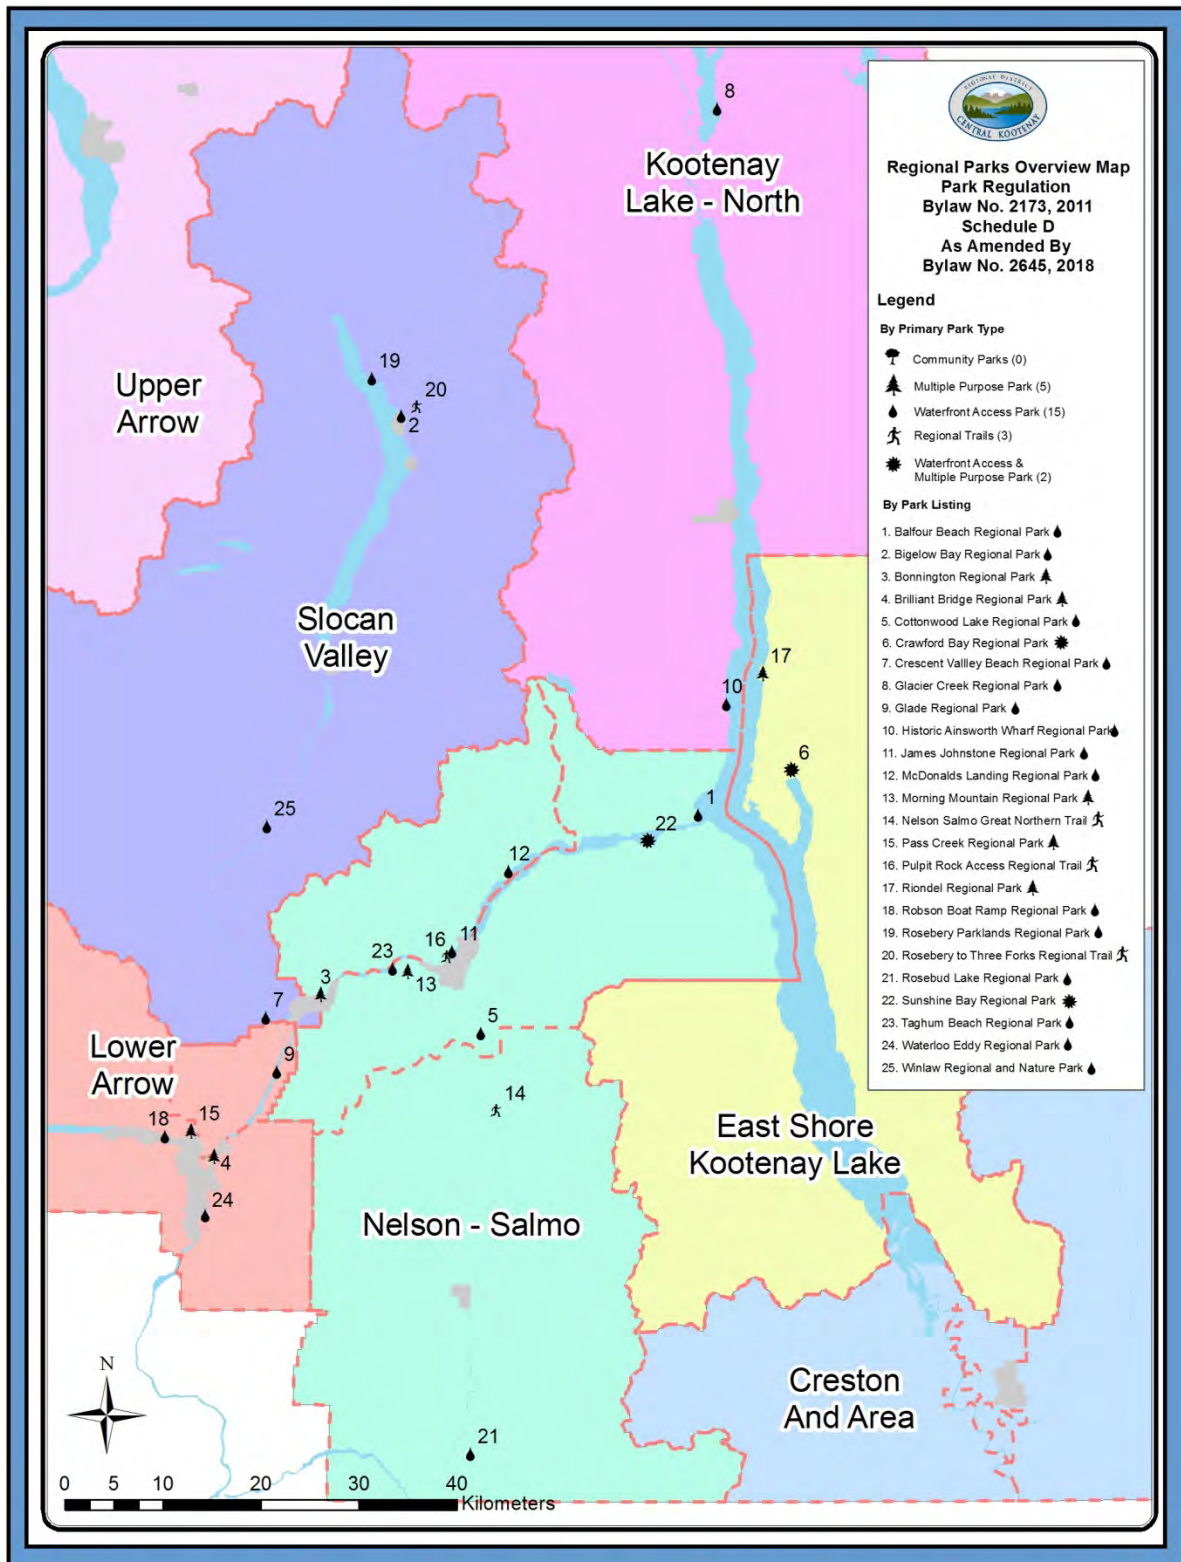 8
Kootenay
Lake - North
19
20
2
Upper
Arrow
Slocan
Valley
17
10
6
25
1
22
12
16
11
23
13
3
7
5
Lower
Arrow
9
14
18
15
4
24
East Shore
Kootenay Lake
Nelson - Salmo
Creston
And Area
21
N
0 5 10 20 30 40
Kilometers
REGIONAL DISTRICT
CENTRAL KOOTENAY
Regional Parks Overview Map
Park Regulation
Bylaw No. 2173, 2011
Schedule D
As Amended By
Bylaw No. 2645, 2018
Legend
By Primary Park Type
Community Parks (0)
Multiple Purpose Park (5)
Waterfront Access Park (15)
Regional Trails (3)
Waterfront Access &
Multiple Purpose Park (2)
By Park Listing
1. Balfour Beach Regional Park
2. Bigelow Bay Regional Park
3. Bonnington Regional Park
4. Brilliant Bridge Regional Park
5. Cottonwood Lake Regional Park
6. Crawford Bay Regional Park
7. Crescent Vallley Beach Regional Park
8. Glacier Creek Regional Park
9. Glade Regional Park
10. Historic Ainsworth Wharf Regional Park
11. James Johnstone Regional Park
12. McDonalds Landing Regional Park
13. Morning Mountain Regional Park
14. Nelson Salmo Great Northern Trail
15. Pass Creek Regional Park
16. Pulpit Rock Access Regional Trail
17. Riondel Regional Park
18. Robson Boat Ramp Regional Park
19. Rosebery Parklands Regional Park
20. Rosebery to Three Forks Regional Trail
21. Rosebud Lake Regional Park
22. Sunshine Bay Regional Park
23. Taghum Beach Regional Park
24. Waterloo Eddy Regional Park
25. Winlaw Regional and Nature Park